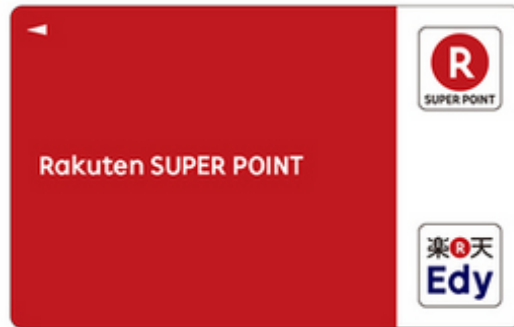 Rakuten SUPER POINT
R
SUPER POINT
楽R天
Edy